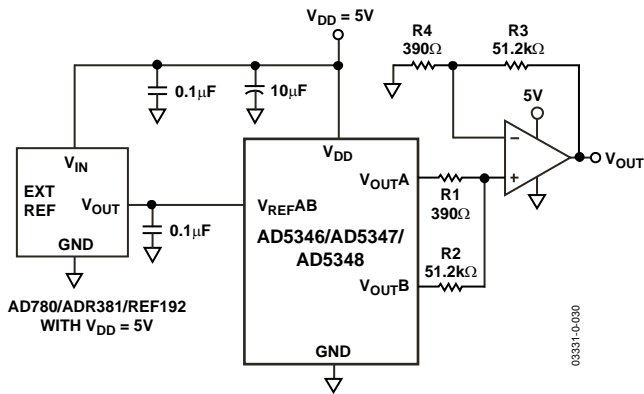 V_DD = 5V
R4
390Ω
R3
51.2kΩ
0.1µF
10µF
5V
V_IN
EXT
REF
V_OUT
GND
0.1µF
V_DD
V_REFAB
V_OUTA
AD5346/AD5347/
AD5348
V_OUTB
GND
R1
390Ω
R2
51.2kΩ
−
+
V_OUT
AD780/ADR381/REF192
WITH V_DD = 5V
03331-0-030